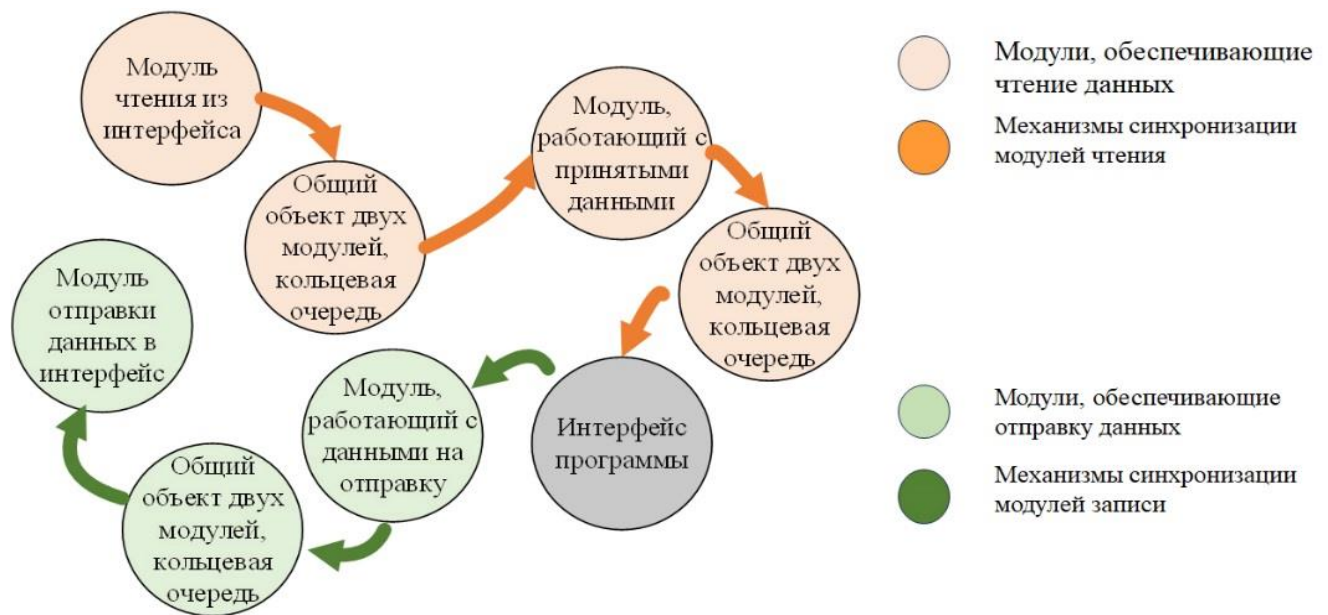 Модуль
чтения из
интерфейса
Общий
объект двух
модулей,
кольцевая
очередь
Модуль,
работающий с
принятыми
данными
Общий
объект двух
модулей,
кольцевая
очередь
Интерфейс
программы
Модуль,
работающий с
данными на
отправку
Общий
объект двух
модулей,
кольцевая
очередь
Модуль
отправки
данных в
интерфейс
Модули, обеспечивающие
чтение данных
Механизмы синхронизации
модулей чтения
Модули, обеспечивающие
отправку данных
Механизмы синхронизации
модулей записи